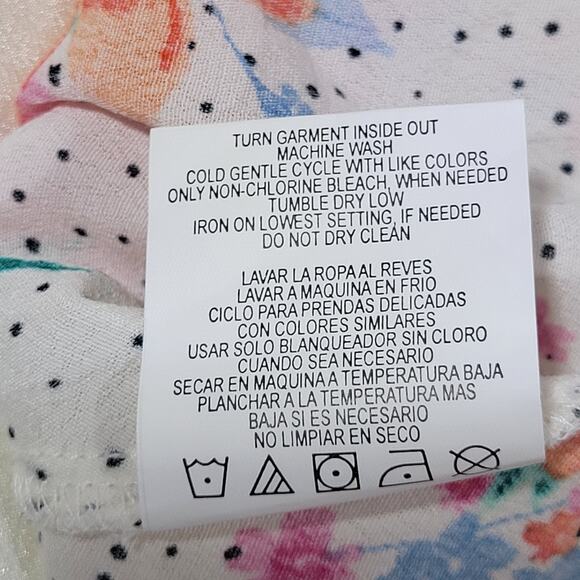 TURN GARMENT INSIDE OUT
MACHINE WASH
COLD GENTLE CYCLE WITH LIKE COLORS
ONLY NON-CHLORINE BLEACH, WHEN NEEDED
TUMBLE DRY LOW
IRON ON LOWEST SETTING, IF NEEDED
DO NOT DRY CLEAN
LAVAR LA ROPA AL REVES
LAVAR A MAQUINA EN FRIO
CICLO PARA PRENDAS DELICADAS
CON COLORES SIMILARES
USAR SOLO BLANQUEADOR SIN CLORO
CUANDO SEA NECESARIO
SECAR EN MAQUINA A TEMPERATURA BAJA
PLANCHAR A LA TEMPERATURA MAS
BAJA SI ES NECESARIO
NO LIMPIAR EN SECO